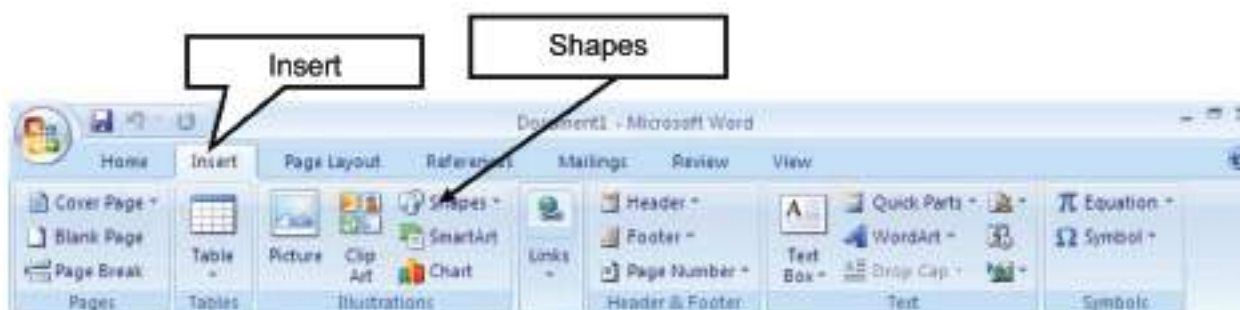 Insert
Shapes
Document1 - Microsoft Word
Home Insert Page Layout References Mailings Review View
Cover Page
Blank Page
Page Break
Pages
Table
Tables
Picture
Clip
Art
Shapes
SmartArt
Chart
Illustrations
Links
Header
Footer
Page Number
Header & Footer
A
Text
Box
Quick Parts
WordArt
Drop Cap
Text
π Equation
Ω Symbol
Symbols